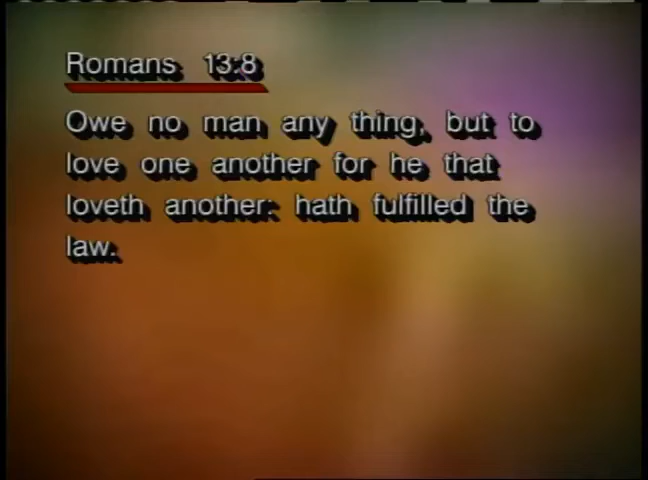 Romans 13:8
Owe no man any thing, but to
love one another for he that
loveth another: hath fulfilled the
law.